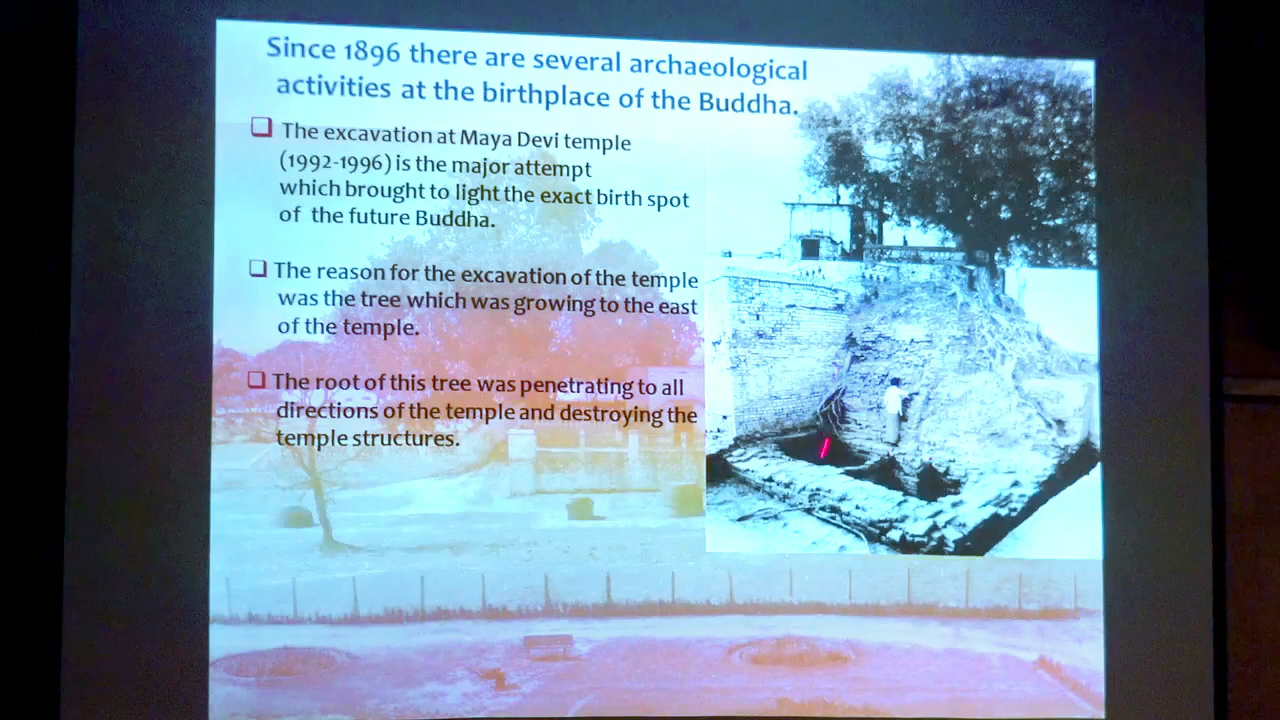 Since 1896 there are several archaeological
activities at the birthplace of the Buddha.
The excavation at Maya Devi temple
(1992-1996) is the major attempt
which brought to light the exact birth spot
of the future Buddha.
The reason for the excavation of the temple
was the tree which was growing to the east
of the temple.
The root of this tree was penetrating to all
directions of the temple and destroying the
temple structures.